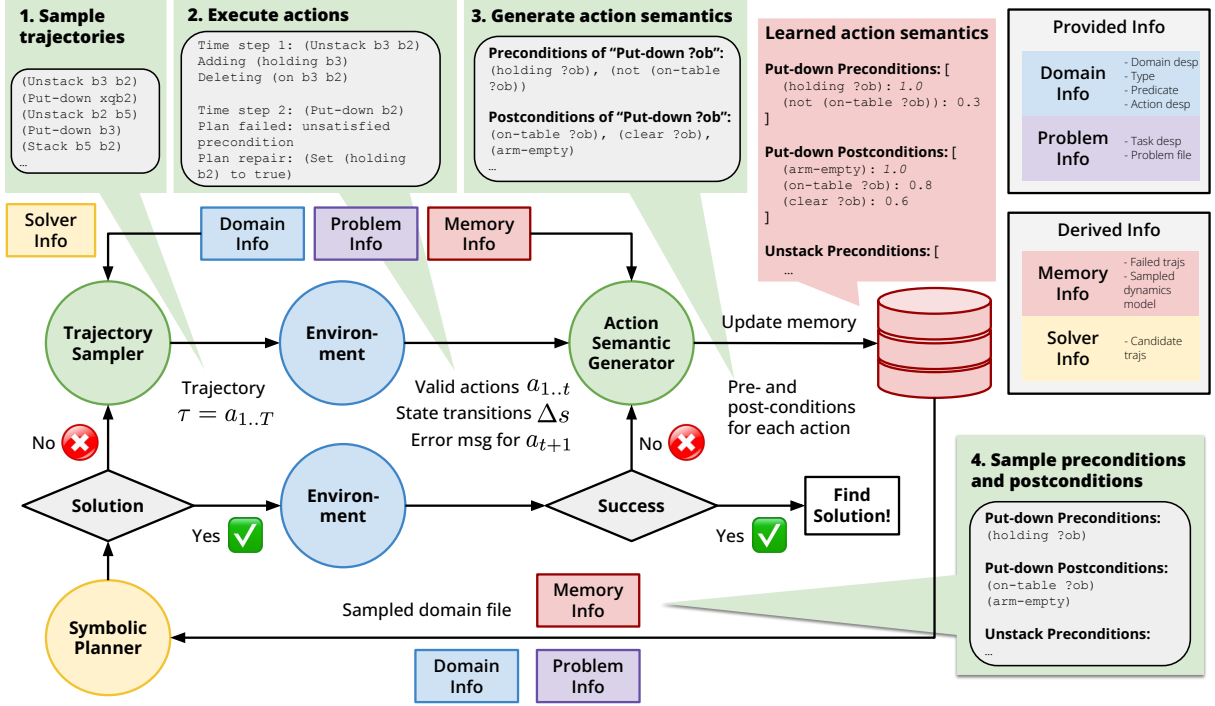 1. Sample
trajectories
(Unstack b3 b2)
(Put-down xqb2)
(Unstack b2 b5)
(Put-down b3)
(Stack b5 b2)
…
2. Execute actions
Time step 1: (Unstack b3 b2)
Adding (holding b3)
Deleting (on b3 b2)
Time step 2: (Put-down b2)
Plan failed: unsatisfied
precondition
Plan repair: (Set (holding
b2) to true)
3. Generate action semantics
Preconditions of “Put-down ?ob”:
(holding ?ob), (not (on-table
?ob))
Postconditions of “Put-down ?ob”:
(on-table ?ob), (clear ?ob),
(arm-empty)
…
Learned action semantics
Put-down Preconditions: [
(holding ?ob): 1.0
(not (on-table ?ob)): 0.3
]
Put-down Postconditions: [
(arm-empty): 1.0
(on-table ?ob): 0.8
(clear ?ob): 0.6
]
Unstack Preconditions: [
…
Provided Info
Domain
Info
- Domain desp
- Type
- Predicate
- Action desp
Problem
Info
- Task desp
- Problem file
Derived Info
Memory
Info
- Failed trajs
- Sampled
dynamics
model
Solver
Info
- Candidate
trajs
Solver
Info
Domain
Info
Problem
Info
Memory
Info
Trajectory
Sampler
Environ-
ment
Action
Semantic
Generator
Update memory
Trajectory
τ = a1..T
Valid actions a1..t
State transitions Δs
Error msg for at+1
Pre- and
post-conditions
for each action
No
No
Solution
Yes
Environ-
ment
Success
Yes
Find
Solution!
4. Sample preconditions
and postconditions
Put-down Preconditions:
(holding ?ob)
Put-down Postconditions:
(on-table ?ob)
(arm-empty)
Unstack Preconditions:
…
Symbolic
Planner
Sampled domain file
Memory
Info
Domain
Info
Problem
Info